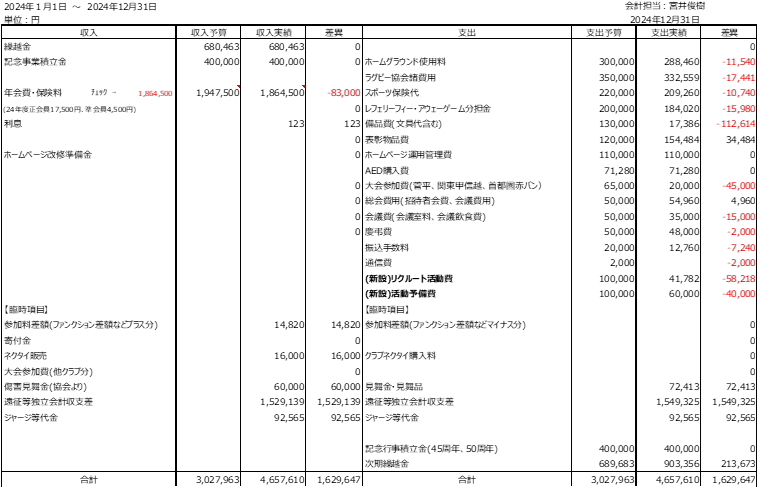 2024年1月1日 ～ 2024年12月31日 会計担当：宮井俊樹
単位：円 2024年12月31日
収入 収入予算 収入実績 差異 支出 支出予算 支出実績 差異
繰越金 680,463 680,463 0 0
記念事業積立金 400,000 400,000 0 ホームグラウンド使用料 300,000 288,460 -11,540
ラグビー協会諸費用 350,000 332,559 -17,441
年会費・保険料 ﾁｪｯｸ → 1,864,500 1,947,500 1,864,500 -83,000 スポーツ保険代 220,000 209,260 -10,740
(24年度正会費17,500円、準会費4,500円) 0 レフェリーフィー・アウェーゲーム分担金 200,000 184,020 -15,980
利息 123 123 備品費(文具代含む) 130,000 17,386 -112,614
表彰物品費 120,000 154,484 34,484
ホームページ改修準備金 0 ホームページ運用管理費 110,000 110,000 0
AED購入費 71,280 71,280 0
0 大会参加費(菅平、関東甲信越、首都圏赤パン) 65,000 20,000 -45,000
0 総会費用(招待者会費、会議費用) 50,000 54,960 4,960
0 会議費(会議室料、会議飲食費) 50,000 35,000 -15,000
0 慶弔費 50,000 48,000 -2,000
振込手数料 20,000 12,760 -7,240
通信費 2,000 -2,000
(新設)リクルート活動費 100,000 41,782 -58,218
(新設)活動予備費 100,000 60,000 -40,000
【臨時項目】 【臨時項目】
参加料差額(ファンクション差額などプラス分) 14,820 14,820 参加料差額(ファンクション差額などマイナス分) 0
寄付金 0 0
ネクタイ販売 16,000 16,000 クラブネクタイ購入料 0
大会参加費(他クラブ分) 0 0
傷害見舞金(協会より) 60,000 60,000 見舞金・見舞品 72,413 72,413
遠征等独立会計収支差 1,529,139 1,529,139 遠征等独立会計収支差 1,549,325 1,549,325
ジャージ等代金 92,565 92,565 ジャージ等代金 92,565 92,565
記念行事積立金(45周年、50周年) 400,000 400,000 0
次期繰越金 689,683 903,356 213,673
合計 3,027,963 4,657,610 1,629,647 合計 3,027,963 4,657,610 1,629,647